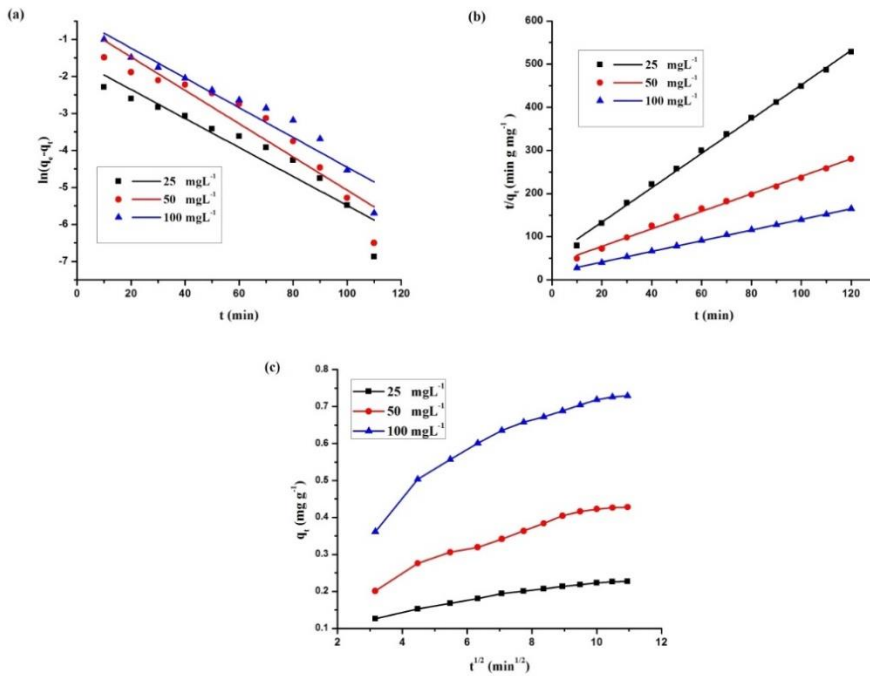 (a)
-1
-2
-3
-4
-5
-6
-7
ln(qₑ-qₜ)
25 mgL⁻¹
50 mgL⁻¹
100 mgL⁻¹
0 20 40 60 80 100 120
t (min)
(b)
600
500
400
300
200
100
0
t/qₜ (min g mg⁻¹)
25 mgL⁻¹
50 mgL⁻¹
100 mgL⁻¹
0 20 40 60 80 100 120
t (min)
(c)
0.8
0.7
0.6
0.5
0.4
0.3
0.2
0.1
qₜ (mg g⁻¹)
25 mgL⁻¹
50 mgL⁻¹
100 mgL⁻¹
2 4 6 8 10 12
t¹/² (min¹/²)